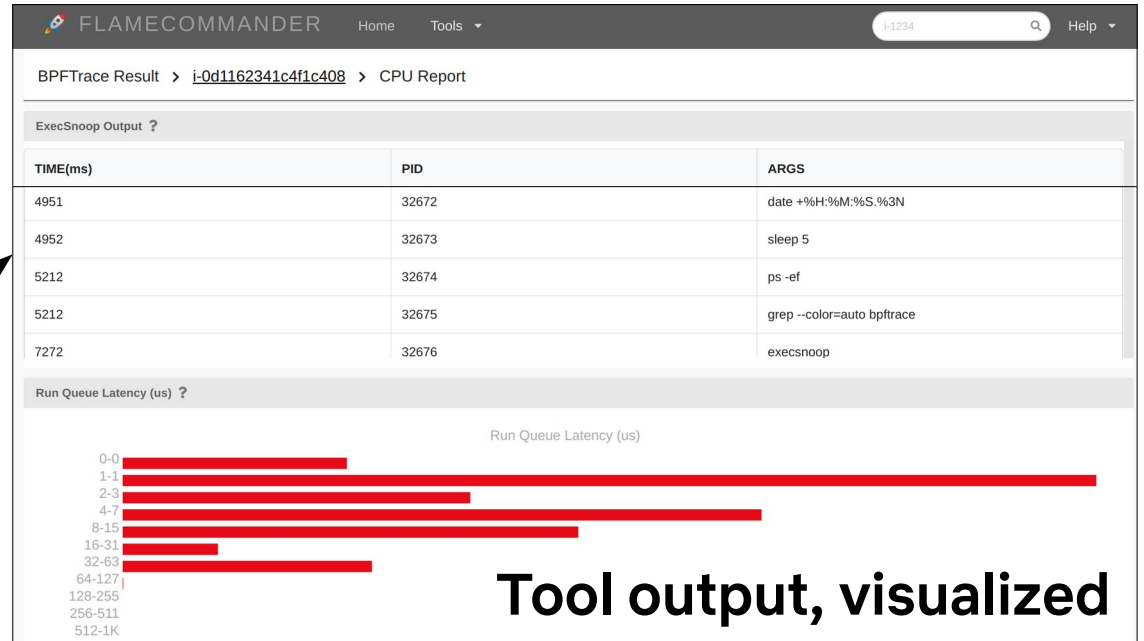 FLAMECOMMANDER Home Tools i-1234 Help
BPFTrace Result > i-0d1162341c4f1c408 > CPU Report
ExecSnoop Output ?
TIME(ms) PID ARGS
4951 32672 date +%H:%M:%S.%3N
4952 32673 sleep 5
5212 32674 ps -ef
5212 32675 grep --color=auto bpftrace
7272 32676 execsnoop
Run Queue Latency (us) ?
Run Queue Latency (us)
0-0
1-1
2-3
4-7
8-15
16-31
32-63
64-127
128-255
256-511
512-1K
Tool output, visualized